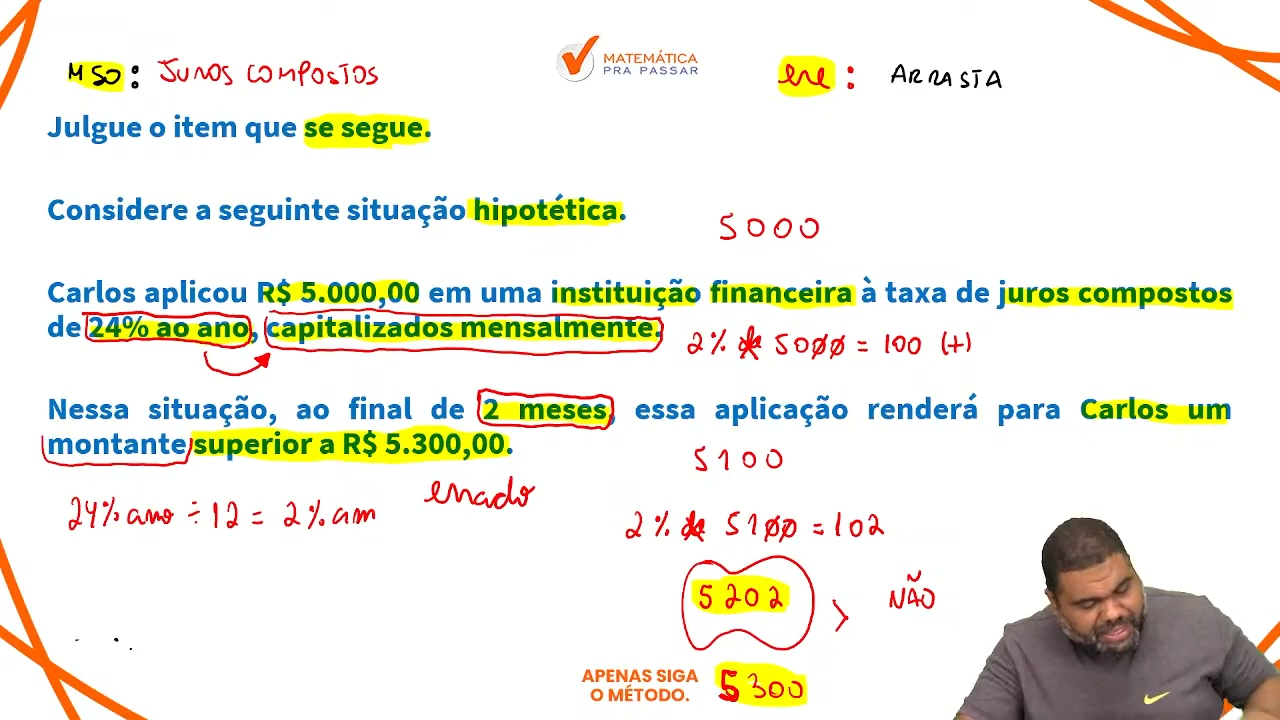 MSO: JUROS COMPOSTOS
MATEMÁTICA
PRA PASSAR
: ARRASTA
Julgue o item que se segue.
Considere a seguinte situação hipotética.
5000
Carlos aplicou R$ 5.000,00 em uma instituição financeira à taxa de juros compostos
de 24% ao ano, capitalizados mensalmente.
2% de 5000 = 100 (+)
Nessa situação, ao final de 2 meses, essa aplicação renderá para Carlos um
montante superior a R$ 5.300,00.
5100
24% ano ÷ 12 = 2% am
errado
2% de 5100 = 102
5202 > NÃO
5300
APENAS SIGA
O MÉTODO.